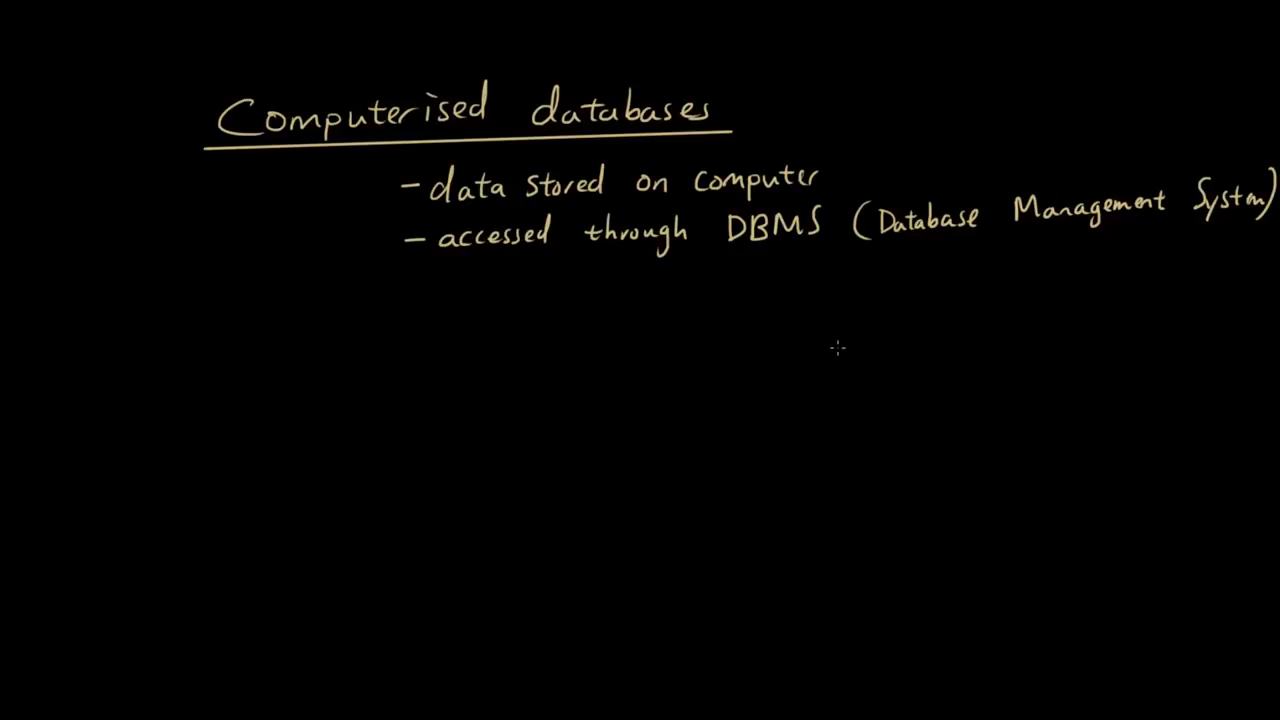 Computerised databases
- data stored on computer
- accessed through DBMS (Database Management System)